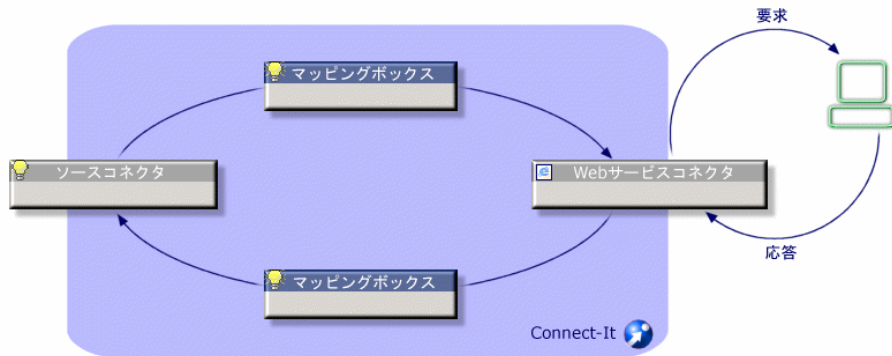 要求
マッピングボックス
ソースコネクタ
Webサービスコネクタ
応答
マッピングボックス
Connect-It